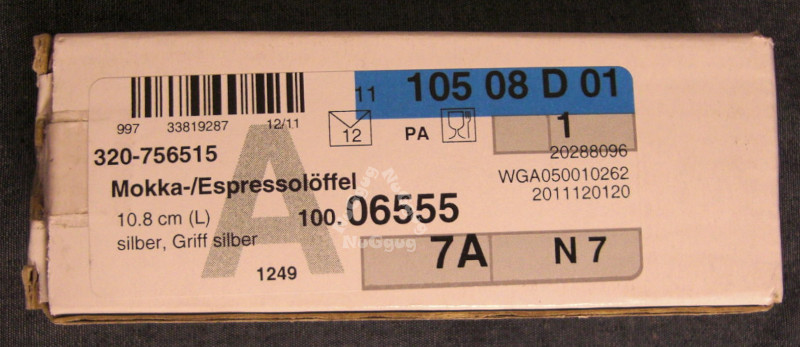 11 105 08 D 01
997 33819287 12/11
12 PA 1
320-756515
20288096
Mokka-/Espressolöffel
WGA050010262
10.8 cm (L)
100. 06555
2011120120
silber, Griff silber
A
7A N 7
1249
NuGgug